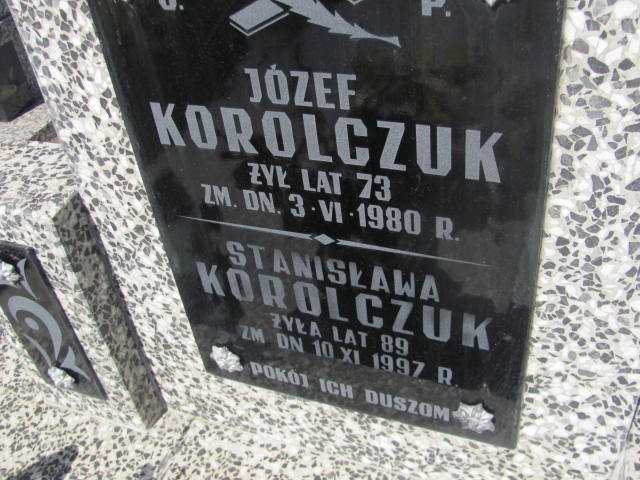 Ś. P.
JÓZEF
KOROLCZUK
ŻYŁ LAT 73
ZM. DN. 3·VI·1980 R.
STANISŁAWA
KOROLCZUK
ŻYŁA LAT 89
ZM DN 10 XI 1997 R.
POKÓJ ICH DUSZOM